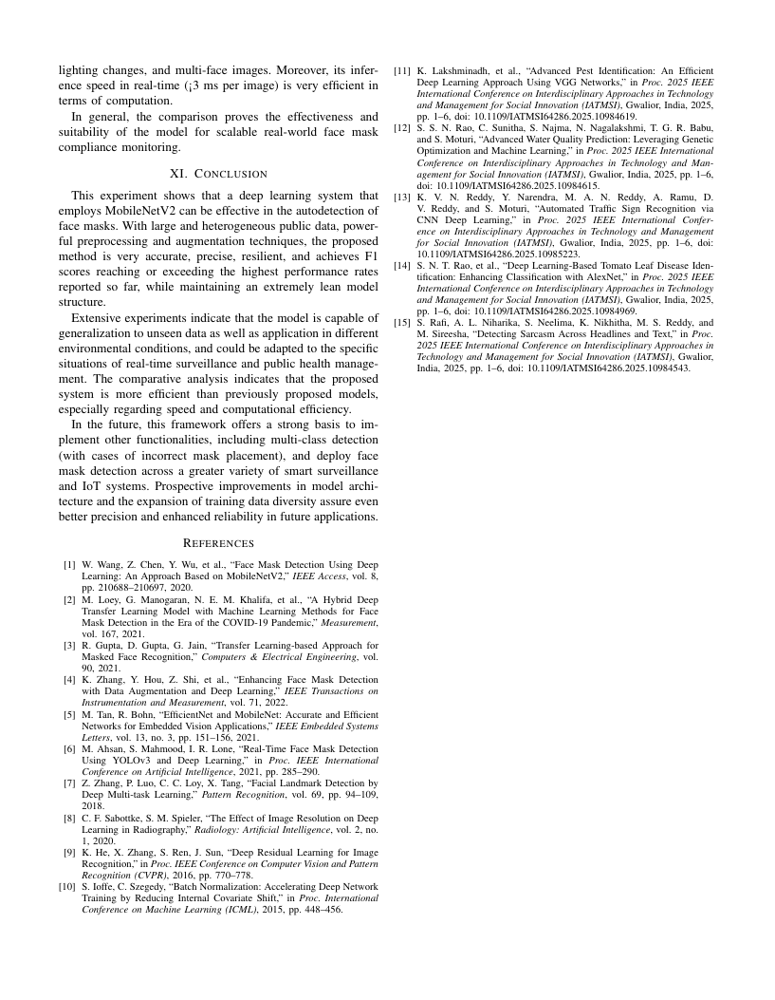 lighting changes, and multi-face images. Moreover, its infer-
ence speed in real-time (¡3 ms per image) is very efficient in
terms of computation.
In general, the comparison proves the effectiveness and
suitability of the model for scalable real-world face mask
compliance monitoring.
XI. CONCLUSION
This experiment shows that a deep learning system that
employs MobileNetV2 can be effective in the autodetection of
face masks. With large and heterogeneous public data, power-
ful preprocessing and augmentation techniques, the proposed
method is very accurate, precise, resilient, and achieves F1
scores reaching or exceeding the highest performance rates
reported so far, while maintaining an extremely lean model
structure.
Extensive experiments indicate that the model is capable of
generalization to unseen data as well as application in different
environmental conditions, and could be adapted to the specific
situations of real-time surveillance and public health manage-
ment. The comparative analysis indicates that the proposed
system is more efficient than previously proposed models,
especially regarding speed and computational efficiency.
In the future, this framework offers a strong basis to im-
plement other functionalities, including multi-class detection
(with cases of incorrect mask placement), and deploy face
mask detection across a greater variety of smart surveillance
and IoT systems. Prospective improvements in model archi-
tecture and the expansion of training data diversity assure even
better precision and enhanced reliability in future applications.
REFERENCES
[1] W. Wang, Z. Chen, Y. Wu, et al., “Face Mask Detection Using Deep
Learning: An Approach Based on MobileNetV2,” IEEE Access, vol. 8,
pp. 210688–210697, 2020.
[2] M. Loey, G. Manogaran, N. E. M. Khalifa, et al., “A Hybrid Deep
Transfer Learning Model with Machine Learning Methods for Face
Mask Detection in the Era of the COVID-19 Pandemic,” Measurement,
vol. 167, 2021.
[3] R. Gupta, D. Gupta, G. Jain, “Transfer Learning-based Approach for
Masked Face Recognition,” Computers & Electrical Engineering, vol.
90, 2021.
[4] K. Zhang, Y. Hou, Z. Shi, et al., “Enhancing Face Mask Detection
with Data Augmentation and Deep Learning,” IEEE Transactions on
Instrumentation and Measurement, vol. 71, 2022.
[5] M. Tan, R. Bohn, “EfficientNet and MobileNet: Accurate and Efficient
Networks for Embedded Vision Applications,” IEEE Embedded Systems
Letters, vol. 13, no. 3, pp. 151–156, 2021.
[6] M. Ahsan, S. Mahmood, I. R. Lone, “Real-Time Face Mask Detection
Using YOLOv3 and Deep Learning,” in Proc. IEEE International
Conference on Artificial Intelligence, 2021, pp. 285–290.
[7] Z. Zhang, P. Luo, C. C. Loy, X. Tang, “Facial Landmark Detection by
Deep Multi-task Learning,” Pattern Recognition, vol. 69, pp. 94–109,
2018.
[8] C. F. Sabottke, S. M. Spieler, “The Effect of Image Resolution on Deep
Learning in Radiography,” Radiology: Artificial Intelligence, vol. 2, no.
1, 2020.
[9] K. He, X. Zhang, S. Ren, J. Sun, “Deep Residual Learning for Image
Recognition,” in Proc. IEEE Conference on Computer Vision and Pattern
Recognition (CVPR), 2016, pp. 770–778.
[10] S. Ioffe, C. Szegedy, “Batch Normalization: Accelerating Deep Network
Training by Reducing Internal Covariate Shift,” in Proc. International
Conference on Machine Learning (ICML), 2015, pp. 448–456.
[11] K. Lakshminadh, et al., “Advanced Pest Identification: An Efficient
Deep Learning Approach Using VGG Networks,” in Proc. 2025 IEEE
International Conference on Interdisciplinary Approaches in Technology
and Management for Social Innovation (IATMSI), Gwalior, India, 2025,
pp. 1–6, doi: 10.1109/IATMSI64286.2025.10984619.
[12] S. S. N. Rao, C. Sunitha, S. Najma, N. Nagalakshmi, T. G. R. Babu,
and S. Moturi, “Advanced Water Quality Prediction: Leveraging Genetic
Optimization and Machine Learning,” in Proc. 2025 IEEE International
Conference on Interdisciplinary Approaches in Technology and Man-
agement for Social Innovation (IATMSI), Gwalior, India, 2025, pp. 1–6,
doi: 10.1109/IATMSI64286.2025.10984615.
[13] K. V. N. Reddy, Y. Narendra, M. A. N. Reddy, A. Ramu, D.
V. Reddy, and S. Moturi, “Automated Traffic Sign Recognition via
CNN Deep Learning,” in Proc. 2025 IEEE International Confer-
ence on Interdisciplinary Approaches in Technology and Management
for Social Innovation (IATMSI), Gwalior, India, 2025, pp. 1–6, doi:
10.1109/IATMSI64286.2025.10985223.
[14] S. N. T. Rao, et al., “Deep Learning-Based Tomato Leaf Disease Iden-
tification: Enhancing Classification with AlexNet,” in Proc. 2025 IEEE
International Conference on Interdisciplinary Approaches in Technology
and Management for Social Innovation (IATMSI), Gwalior, India, 2025,
pp. 1–6, doi: 10.1109/IATMSI64286.2025.10984969.
[15] S. Rafi, A. L. Niharika, S. Neelima, K. Nikhitha, M. S. Reddy, and
M. Sireesha, “Detecting Sarcasm Across Headlines and Text,” in Proc.
2025 IEEE International Conference on Interdisciplinary Approaches in
Technology and Management for Social Innovation (IATMSI), Gwalior,
India, 2025, pp. 1–6, doi: 10.1109/IATMSI64286.2025.10984543.